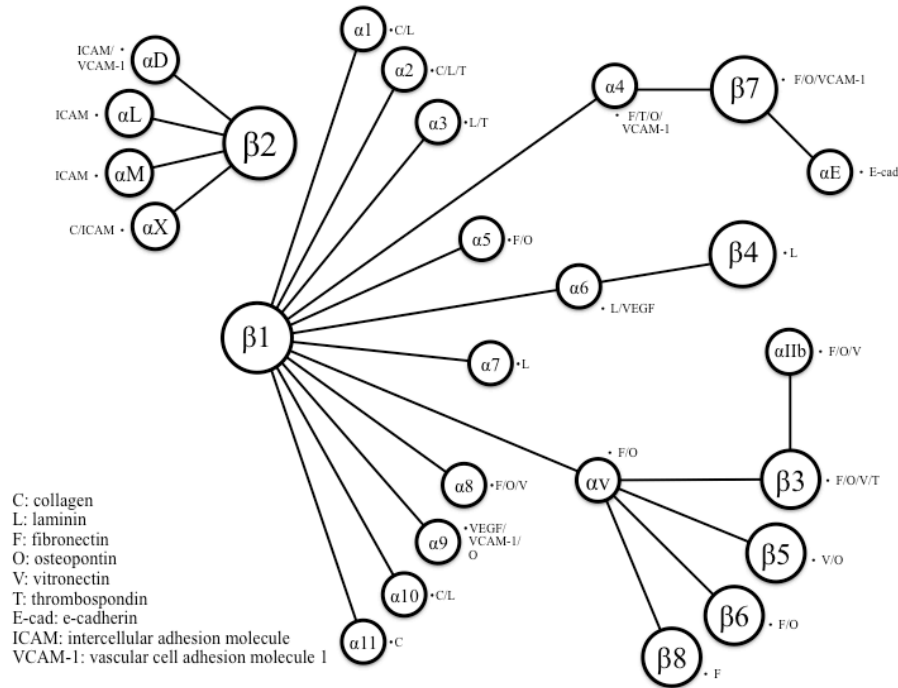 ICAM/
VCAM-1
αD
ICAM
αL
ICAM
αM
C/ICAM
αX
β2
α1
• C/L
α2
• C/L/T
α3
• L/T
α4
• F/T/O/
VCAM-1
β7
• F/O/VCAM-1
αE
• E-cad
α5
• F/O
α6
• L/VEGF
β4
• L
β1
α7
• L
αIIb
• F/O/V
α8
• F/O/V
αv
• F/O
β3
• F/O/V/T
α9
• VEGF/
VCAM-1/
O
β5
• V/O
α10
• C/L
β6
• F/O
α11
• C
β8
• F
C: collagen
L: laminin
F: fibronectin
O: osteopontin
V: vitronectin
T: thrombospondin
E-cad: e-cadherin
ICAM: intercellular adhesion molecule
VCAM-1: vascular cell adhesion molecule 1